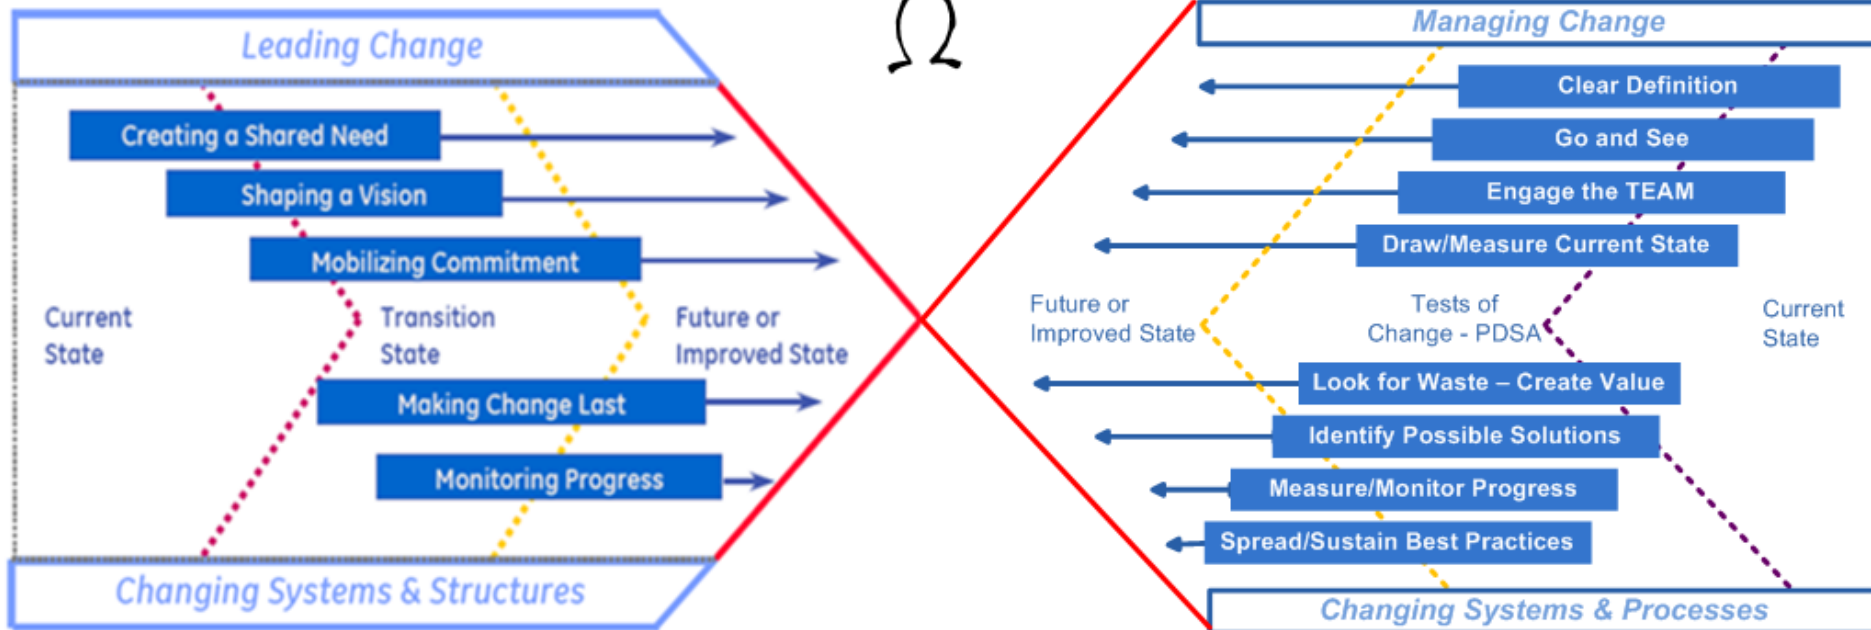 Leading Change
Creating a Shared Need
Shaping a Vision
Mobilizing Commitment
Current
State
Transition
State
Future or
Improved State
Making Change Last
Monitoring Progress
Changing Systems & Structures
Ω
Managing Change
Clear Definition
Go and See
Engage the TEAM
Draw/Measure Current State
Future or
Improved State
Tests of
Change - PDSA
Current
State
Look for Waste – Create Value
Identify Possible Solutions
Measure/Monitor Progress
Spread/Sustain Best Practices
Changing Systems & Processes